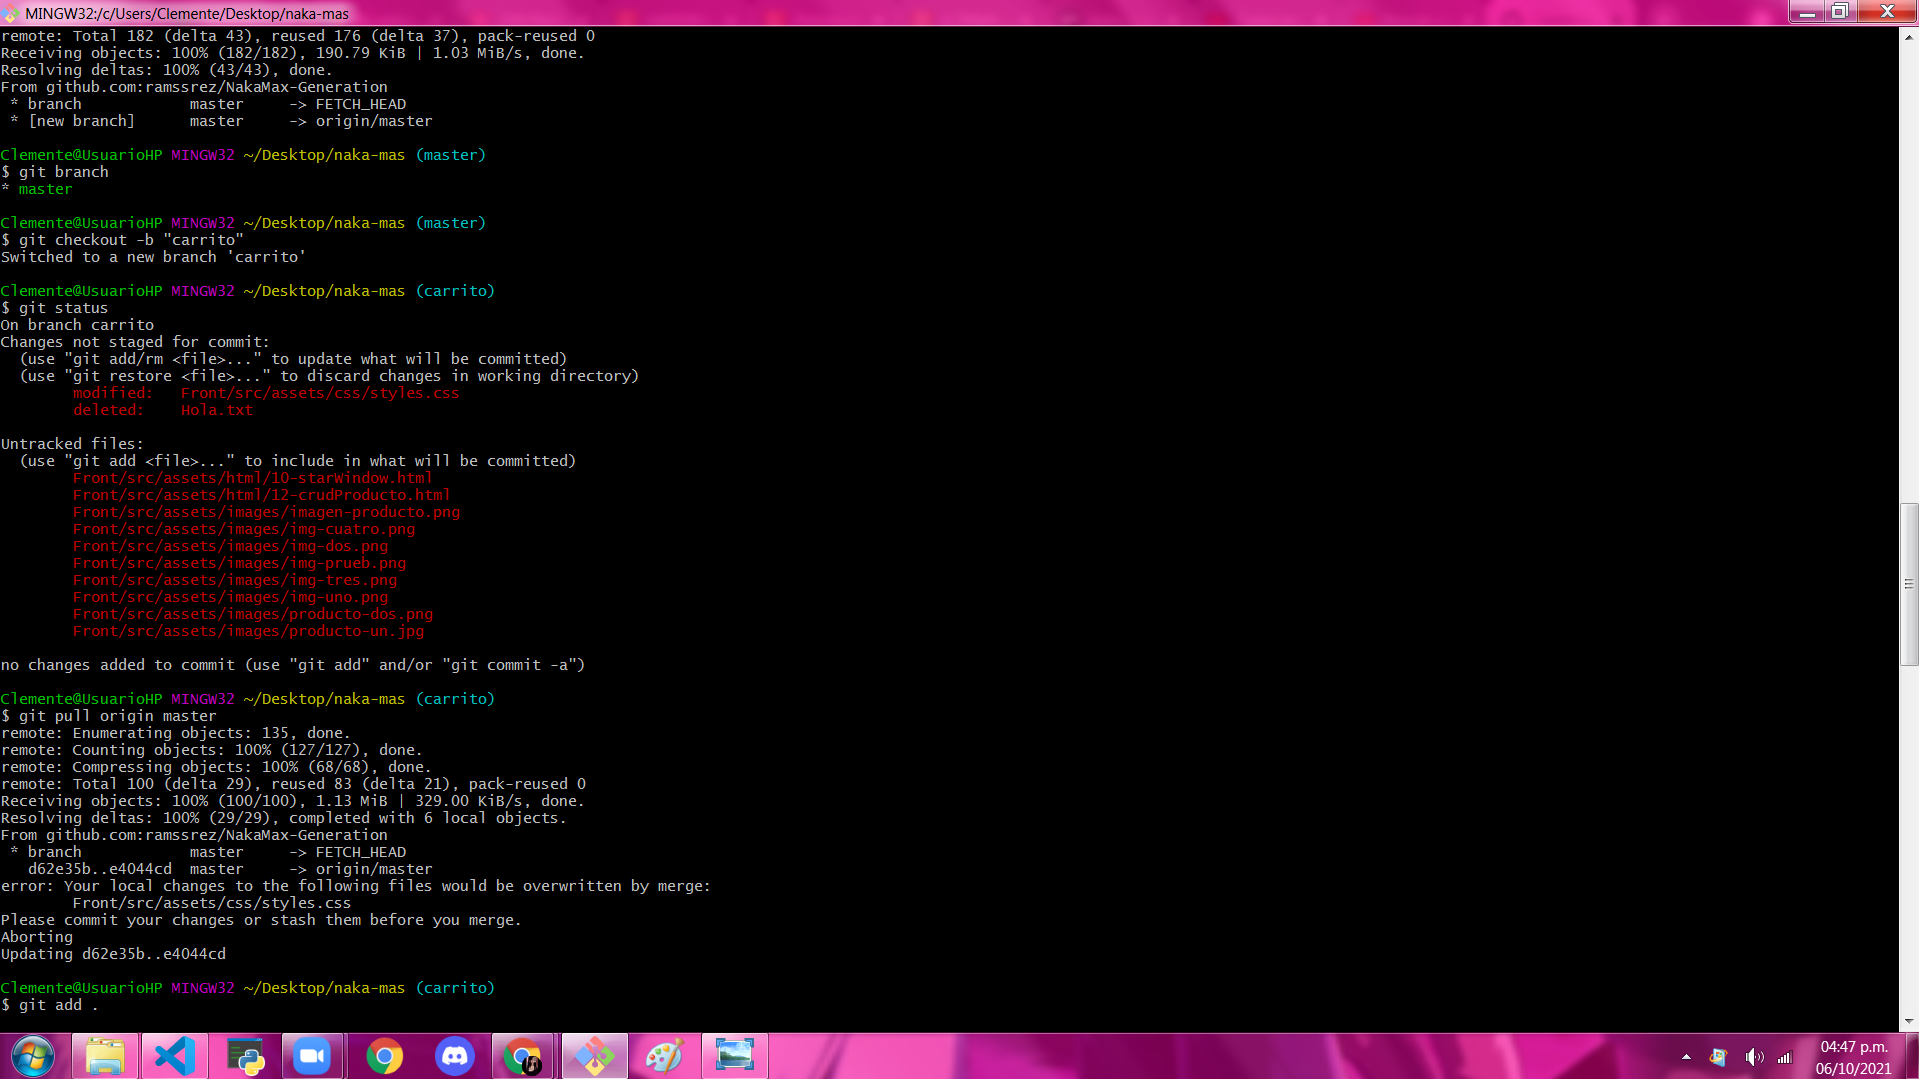 MINGW32:/c/Users/Clemente/Desktop/naka-mas
remote: Total 182 (delta 43), reused 176 (delta 37), pack-reused 0
Receiving objects: 100% (182/182), 190.79 KiB | 1.03 MiB/s, done.
Resolving deltas: 100% (43/43), done.
From github.com:ramssrez/NakaMax-Generation
 * branch            master     -> FETCH_HEAD
 * [new branch]      master     -> origin/master
Clemente@UsuarioHP MINGW32 ~/Desktop/naka-mas (master)
$ git branch
* master
Clemente@UsuarioHP MINGW32 ~/Desktop/naka-mas (master)
$ git checkout -b "carrito"
Switched to a new branch 'carrito'
Clemente@UsuarioHP MINGW32 ~/Desktop/naka-mas (carrito)
$ git status
On branch carrito
Changes not staged for commit:
  (use "git add/rm <file>..." to update what will be committed)
  (use "git restore <file>..." to discard changes in working directory)
        modified:   Front/src/assets/css/styles.css
        deleted:    Hola.txt
Untracked files:
  (use "git add <file>..." to include in what will be committed)
        Front/src/assets/html/10-starWindow.html
        Front/src/assets/html/12-crudProducto.html
        Front/src/assets/images/imagen-producto.png
        Front/src/assets/images/img-cuatro.png
        Front/src/assets/images/img-dos.png
        Front/src/assets/images/img-prueb.png
        Front/src/assets/images/img-tres.png
        Front/src/assets/images/img-uno.png
        Front/src/assets/images/producto-dos.png
        Front/src/assets/images/producto-un.jpg
no changes added to commit (use "git add" and/or "git commit -a")
Clemente@UsuarioHP MINGW32 ~/Desktop/naka-mas (carrito)
$ git pull origin master
remote: Enumerating objects: 135, done.
remote: Counting objects: 100% (127/127), done.
remote: Compressing objects: 100% (68/68), done.
remote: Total 100 (delta 29), reused 83 (delta 21), pack-reused 0
Receiving objects: 100% (100/100), 1.13 MiB | 329.00 KiB/s, done.
Resolving deltas: 100% (29/29), completed with 6 local objects.
From github.com:ramssrez/NakaMax-Generation
 * branch            master     -> FETCH_HEAD
   d62e35b..e4044cd  master     -> origin/master
error: Your local changes to the following files would be overwritten by merge:
        Front/src/assets/css/styles.css
Please commit your changes or stash them before you merge.
Aborting
Updating d62e35b..e4044cd
Clemente@UsuarioHP MINGW32 ~/Desktop/naka-mas (carrito)
$ git add .
04:47 p.m.
06/10/2021